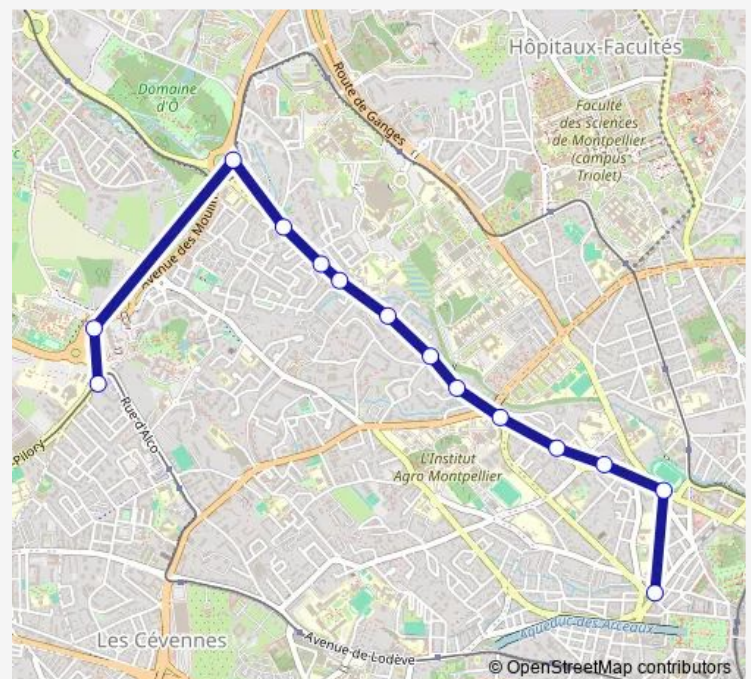 Hôpitaux-Facultés
Domaine
d'Ô
Route de Ganges
Faculté
des sciences
de Montpellier
(campus
Triolet)
Avenue des Moulin
Rue d'Alco
-Pilory
L'Institut
Agro Montpellier
Aqueduc des Arceaux
Les Cévennes
Avenue de Lodève
© OpenStreetMap contributors